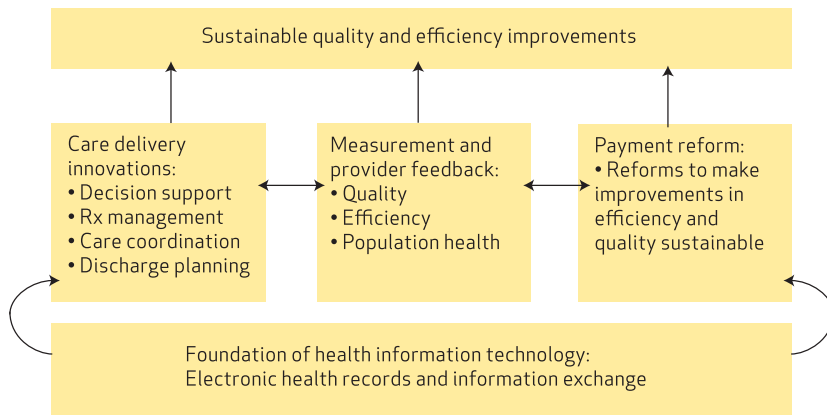 Sustainable quality and efficiency improvements
Care delivery
innovations:
• Decision support
• Rx management
• Care coordination
• Discharge planning
Measurement and
provider feedback:
• Quality
• Efficiency
• Population health
Payment reform:
• Reforms to make
improvements in
efficiency and
quality sustainable
Foundation of health information technology:
Electronic health records and information exchange